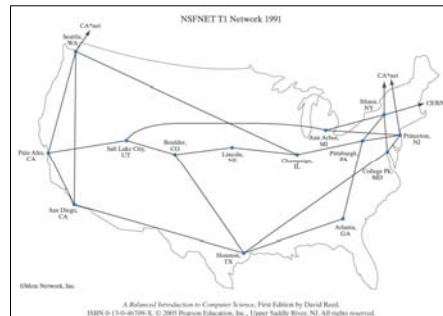 NSFNET T1 Network 1991
CA*net
Seattle,
WA
CA*net
Ithaca,
NY
CERN
Ann Arbor,
MI
Princeton,
NJ
Salt Lake City,
UT
Boulder,
CO
Lincoln,
NE
Champaign,
IL
Pittsburgh,
PA
College Pk,
MD
Palo Alto,
CA
San Diego,
CA
Atlanta,
GA
Houston,
TX
©Merit Network, Inc.
A Balanced Introduction to Computer Science, First Edition by David Reed.
ISBN 0-13-0-46709-X. © 2005 Pearson Education, Inc., Upper Saddle River, NJ. All rights reserved.